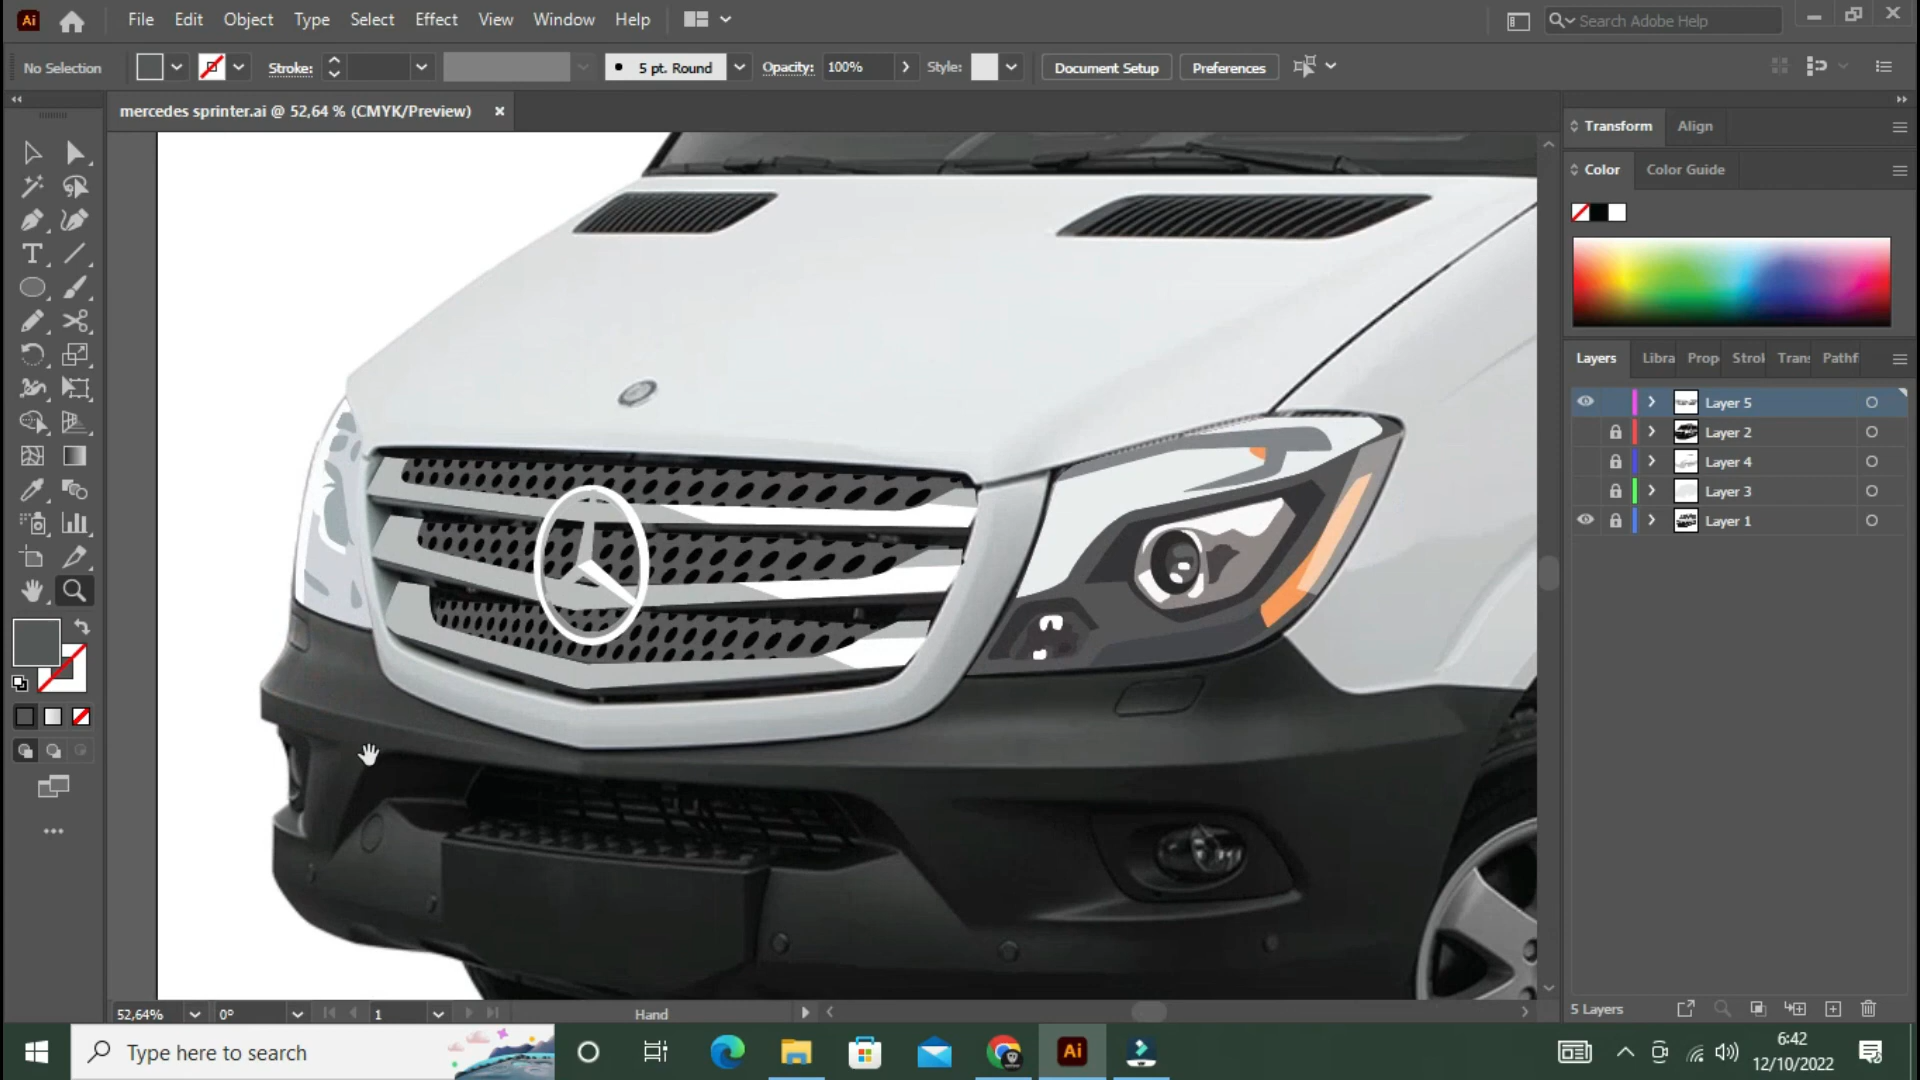 Ai File Edit Object Type Select Effect View Window Help Search Adobe Help
No Selection Stroke: 5 pt. Round Opacity: 100% Style: Document Setup Preferences
mercedes sprinter.ai @ 52,64 % (CMYK/Preview) ×
Transform Align
Color Color Guide
Layers Libra Prop Strol Trans Pathf
Layer 5
Layer 2
Layer 4
Layer 3
Layer 1
52,64% 0° 1 Hand 5 Layers
Type here to search Ai 6:42
12/10/2022